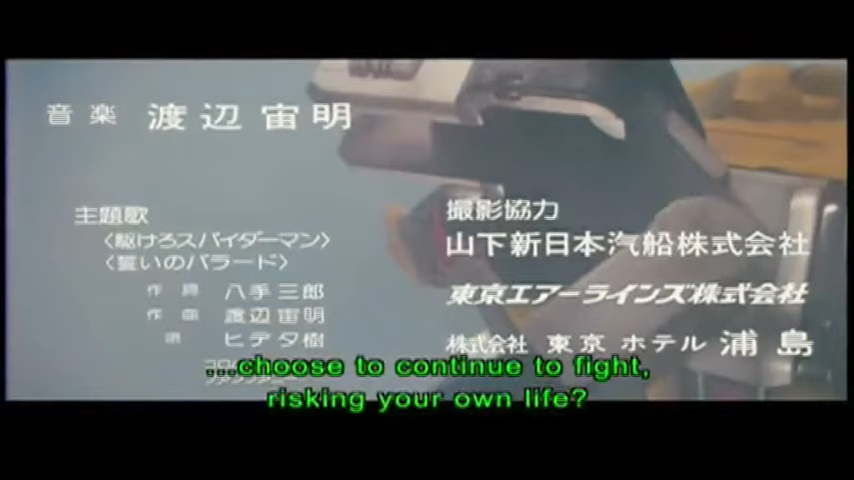 音楽 渡辺宙明
主題歌
〈駆けろスパイダーマン〉
〈誓いのバラード〉
作詞 八手三郎
作曲 渡辺宙明
唄 ヒデタ樹
撮影協力
山下新日本汽船株式会社
東京エアーラインズ株式会社
株式会社 東京 ホテル 浦島
...choose to continue to fight,
risking your own life?